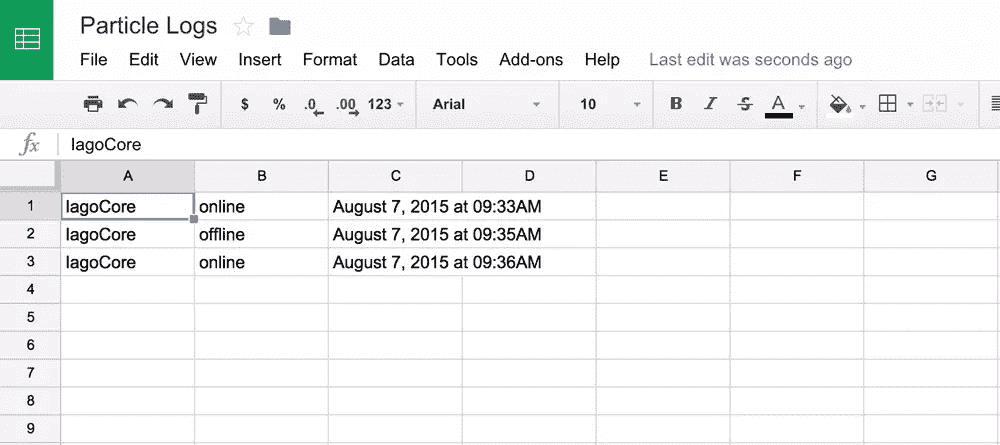 Particle Logs
File Edit View Insert Format Data Tools Add-ons Help Last edit was seconds ago
$ % .0 .00 123 Arial 10 B I S A
fx IagoCore
A B C D E F G
1 IagoCore online August 7, 2015 at 09:33AM
2 IagoCore offline August 7, 2015 at 09:35AM
3 IagoCore online August 7, 2015 at 09:36AM
4
5
6
7
8
9